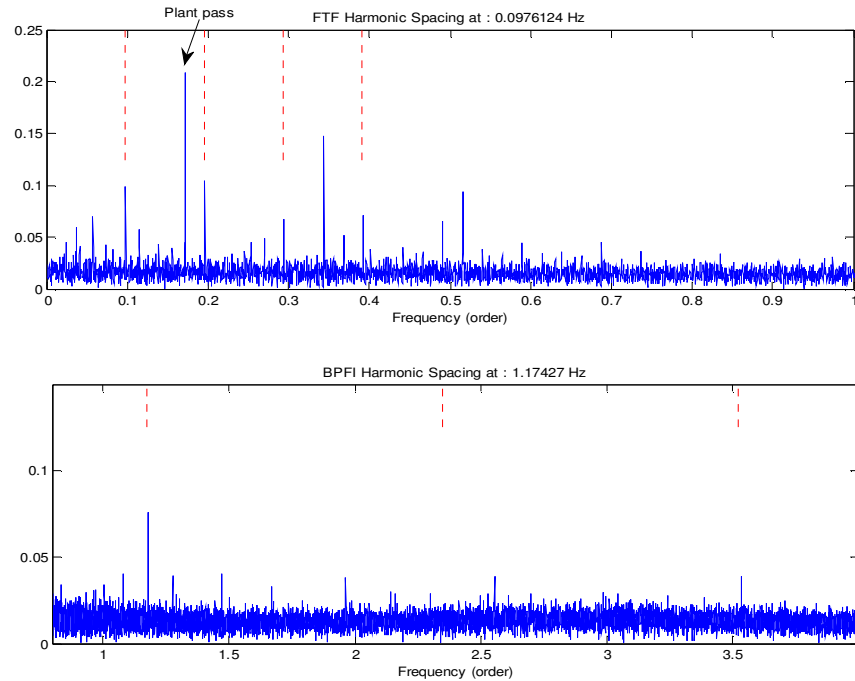 Plant pass
FTF Harmonic Spacing at : 0.0976124 Hz
0.25
0.2
0.15
0.1
0.05
0
0 0.1 0.2 0.3 0.4 0.5 0.6 0.7 0.8 0.9 1
Frequency (order)
BPFI Harmonic Spacing at : 1.17427 Hz
0.1
0.05
0
1 1.5 2 2.5 3 3.5
Frequency (order)